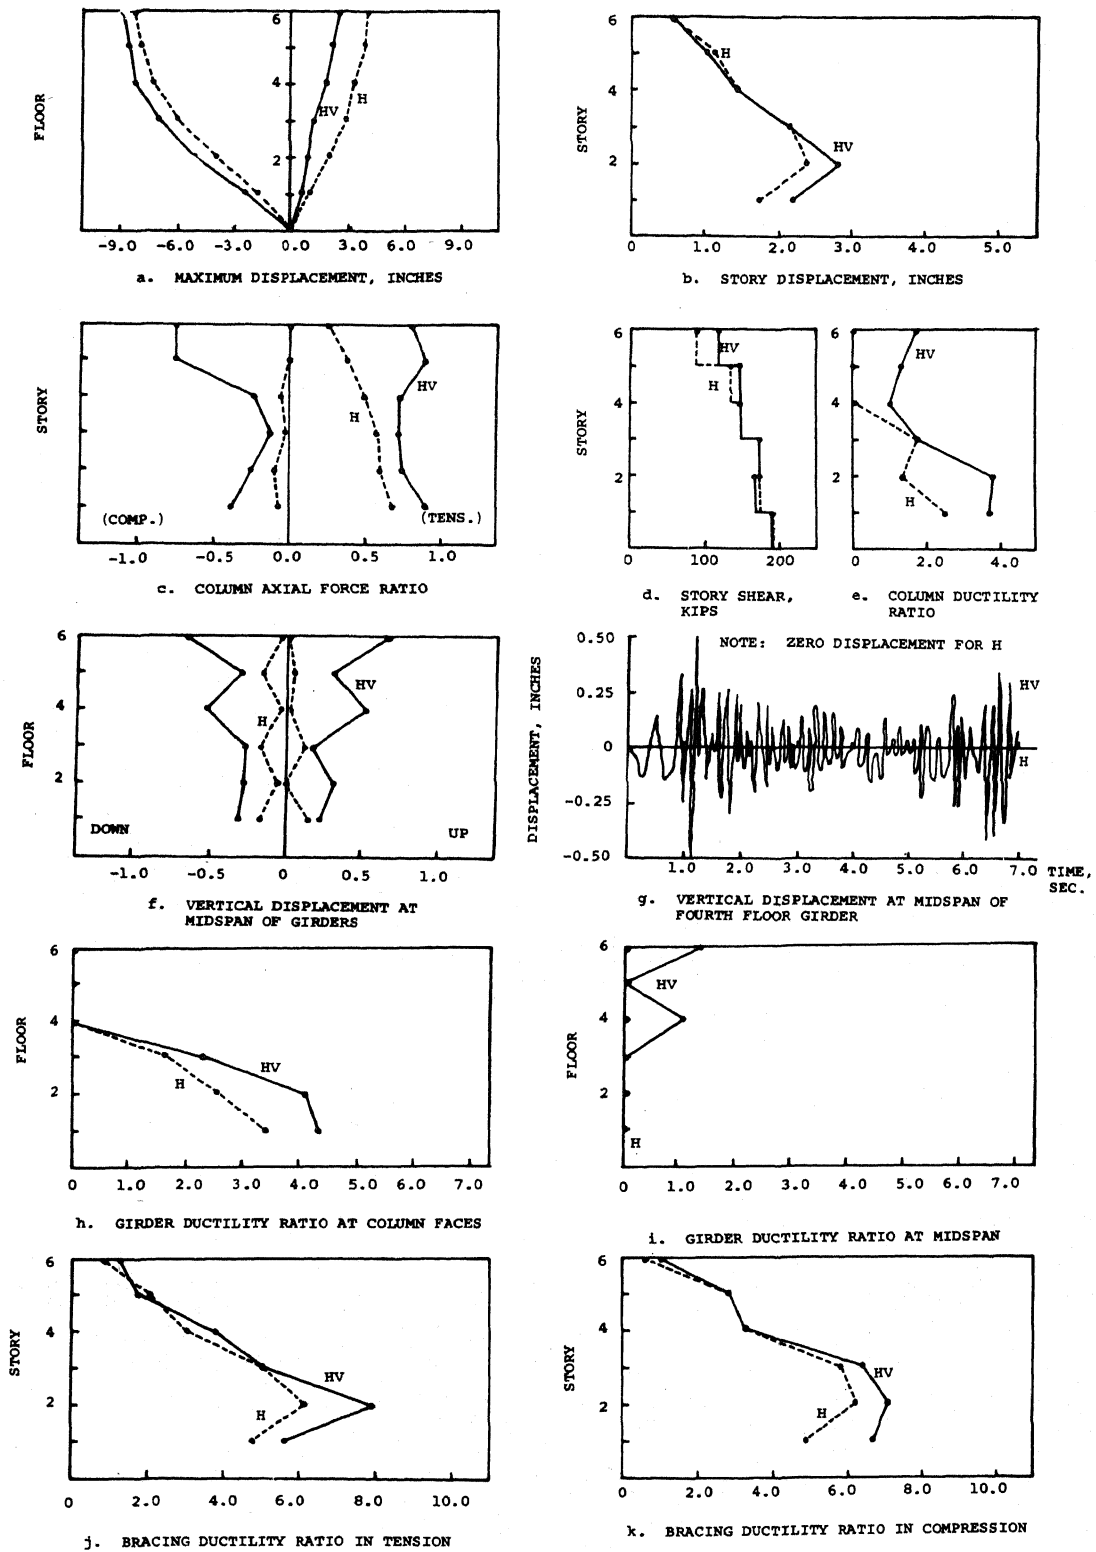 6
4
2
FLOOR
HV
H
-9.0 -6.0 -3.0 0.0 3.0 6.0 9.0
a. MAXIMUM DISPLACEMENT, INCHES
6
4
2
STORY
H
HV
0 1.0 2.0 3.0 4.0 5.0
b. STORY DISPLACEMENT, INCHES
STORY
HV
H
(COMP.) (TENS.)
-1.0 -0.5 0.0 0.5 1.0
c. COLUMN AXIAL FORCE RATIO
6
4
2
STORY
HV
H
0 100 200
d. STORY SHEAR,
KIPS
6
4
2
HV
H
0 2.0 4.0
e. COLUMN DUCTILITY
RATIO
6
4
2
FLOOR
HV
H
DOWN UP
-1.0 -0.5 0 0.5 1.0
f. VERTICAL DISPLACEMENT AT
MIDSPAN OF GIRDERS
DISPLACEMENT, INCHES
0.50
0.25
0
-0.25
-0.50
NOTE: ZERO DISPLACEMENT FOR H
HV
H
1.0 2.0 3.0 4.0 5.0 6.0 7.0 TIME,
SEC.
g. VERTICAL DISPLACEMENT AT MIDSPAN OF
FOURTH FLOOR GIRDER
6
4
2
FLOOR
HV
H
0 1.0 2.0 3.0 4.0 5.0 6.0 7.0
h. GIRDER DUCTILITY RATIO AT COLUMN FACES
6
4
2
FLOOR
HV
H
0 1.0 2.0 3.0 4.0 5.0 6.0 7.0
i. GIRDER DUCTILITY RATIO AT MIDSPAN
6
4
2
STORY
HV
H
0 2.0 4.0 6.0 8.0 10.0
j. BRACING DUCTILITY RATIO IN TENSION
6
4
2
STORY
HV
H
0 2.0 4.0 6.0 8.0 10.0
k. BRACING DUCTILITY RATIO IN COMPRESSION